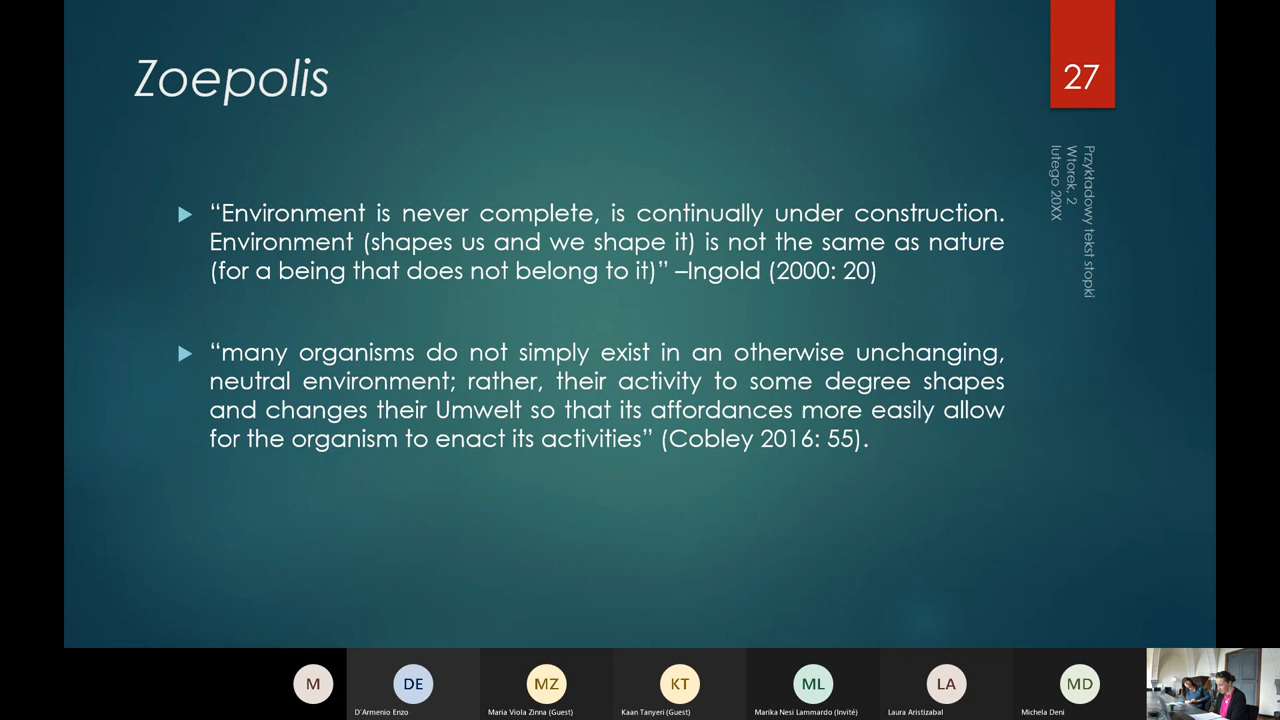 Zoepolis
27
Przykładowy tekst stopki
Wtorek, 2
lutego 20XX
“Environment is never complete, is continually under construction.
Environment (shapes us and we shape it) is not the same as nature
(for a being that does not belong to it)” –Ingold (2000: 20)
“many organisms do not simply exist in an otherwise unchanging,
neutral environment; rather, their activity to some degree shapes
and changes their Umwelt so that its affordances more easily allow
for the organism to enact its activities” (Cobley 2016: 55).
M
DE
MZ
KT
ML
LA
MD
D'Armenio Enzo
Maria Viola Zinna (Guest)
Kaan Tanyeri (Guest)
Marika Nesi Lammardo (Invité)
Laura Aristizabal
Michela Deni